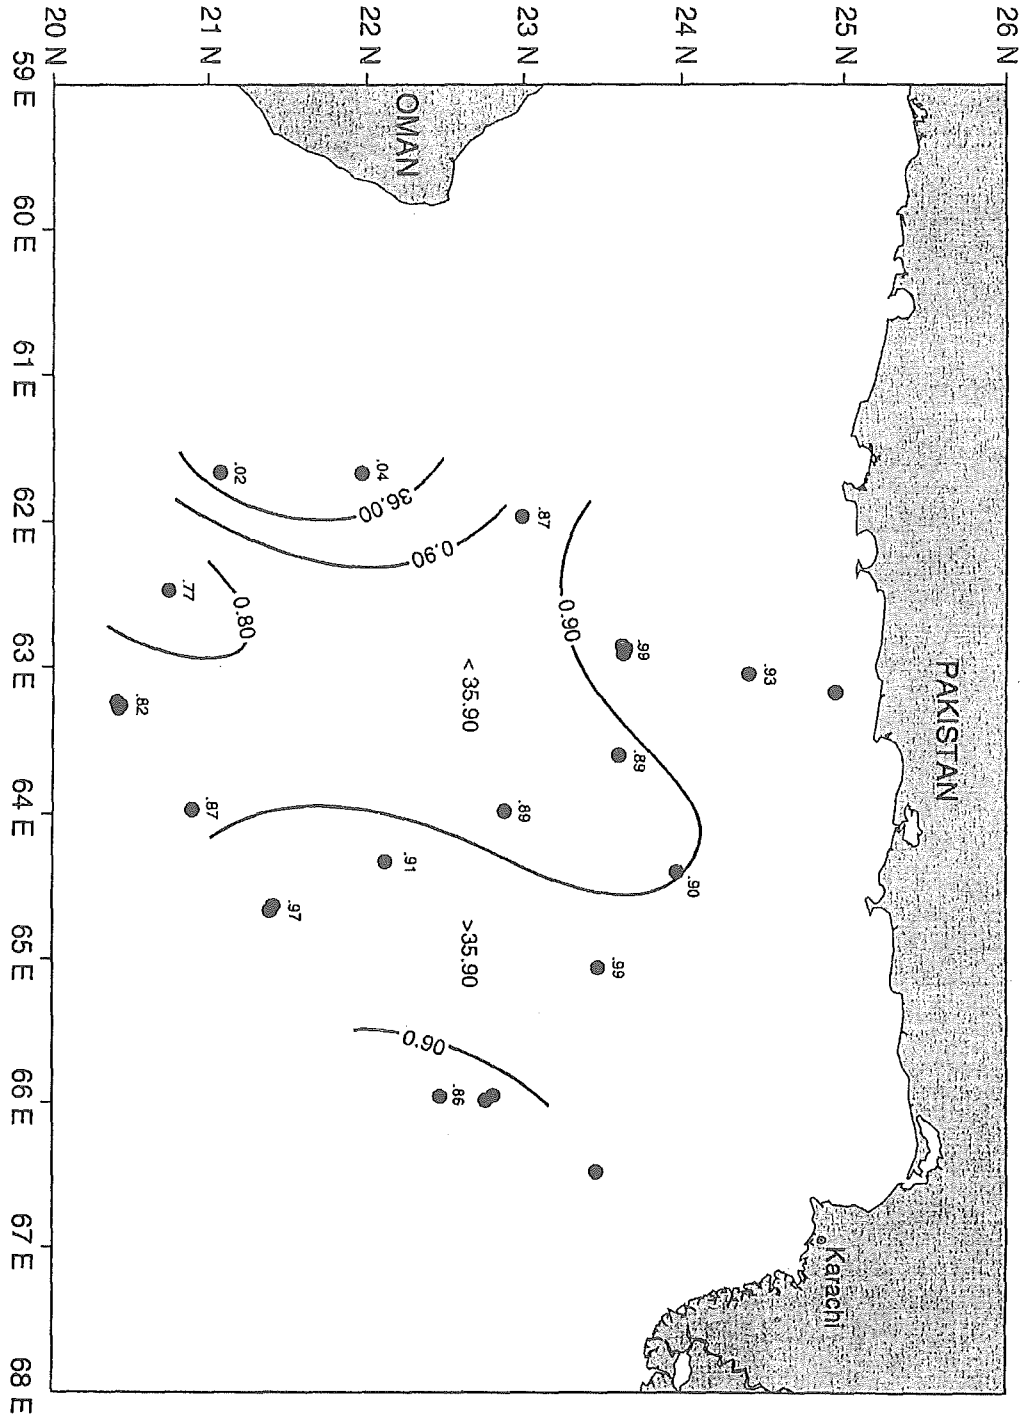 26 N
PAKISTAN
25 N
Karachi
.93
.90
24 N
.99
.89
.99
0.90
.87
23 N
.89
< 35.90
>35.90
.86
0.90
0.90
.91
OMAN
.04
36.00
22 N
.97
.02
0.80
.87
21 N
.77
.82
20 N
59 E 60 E 61 E 62 E 63 E 64 E 65 E 66 E 67 E 68 E